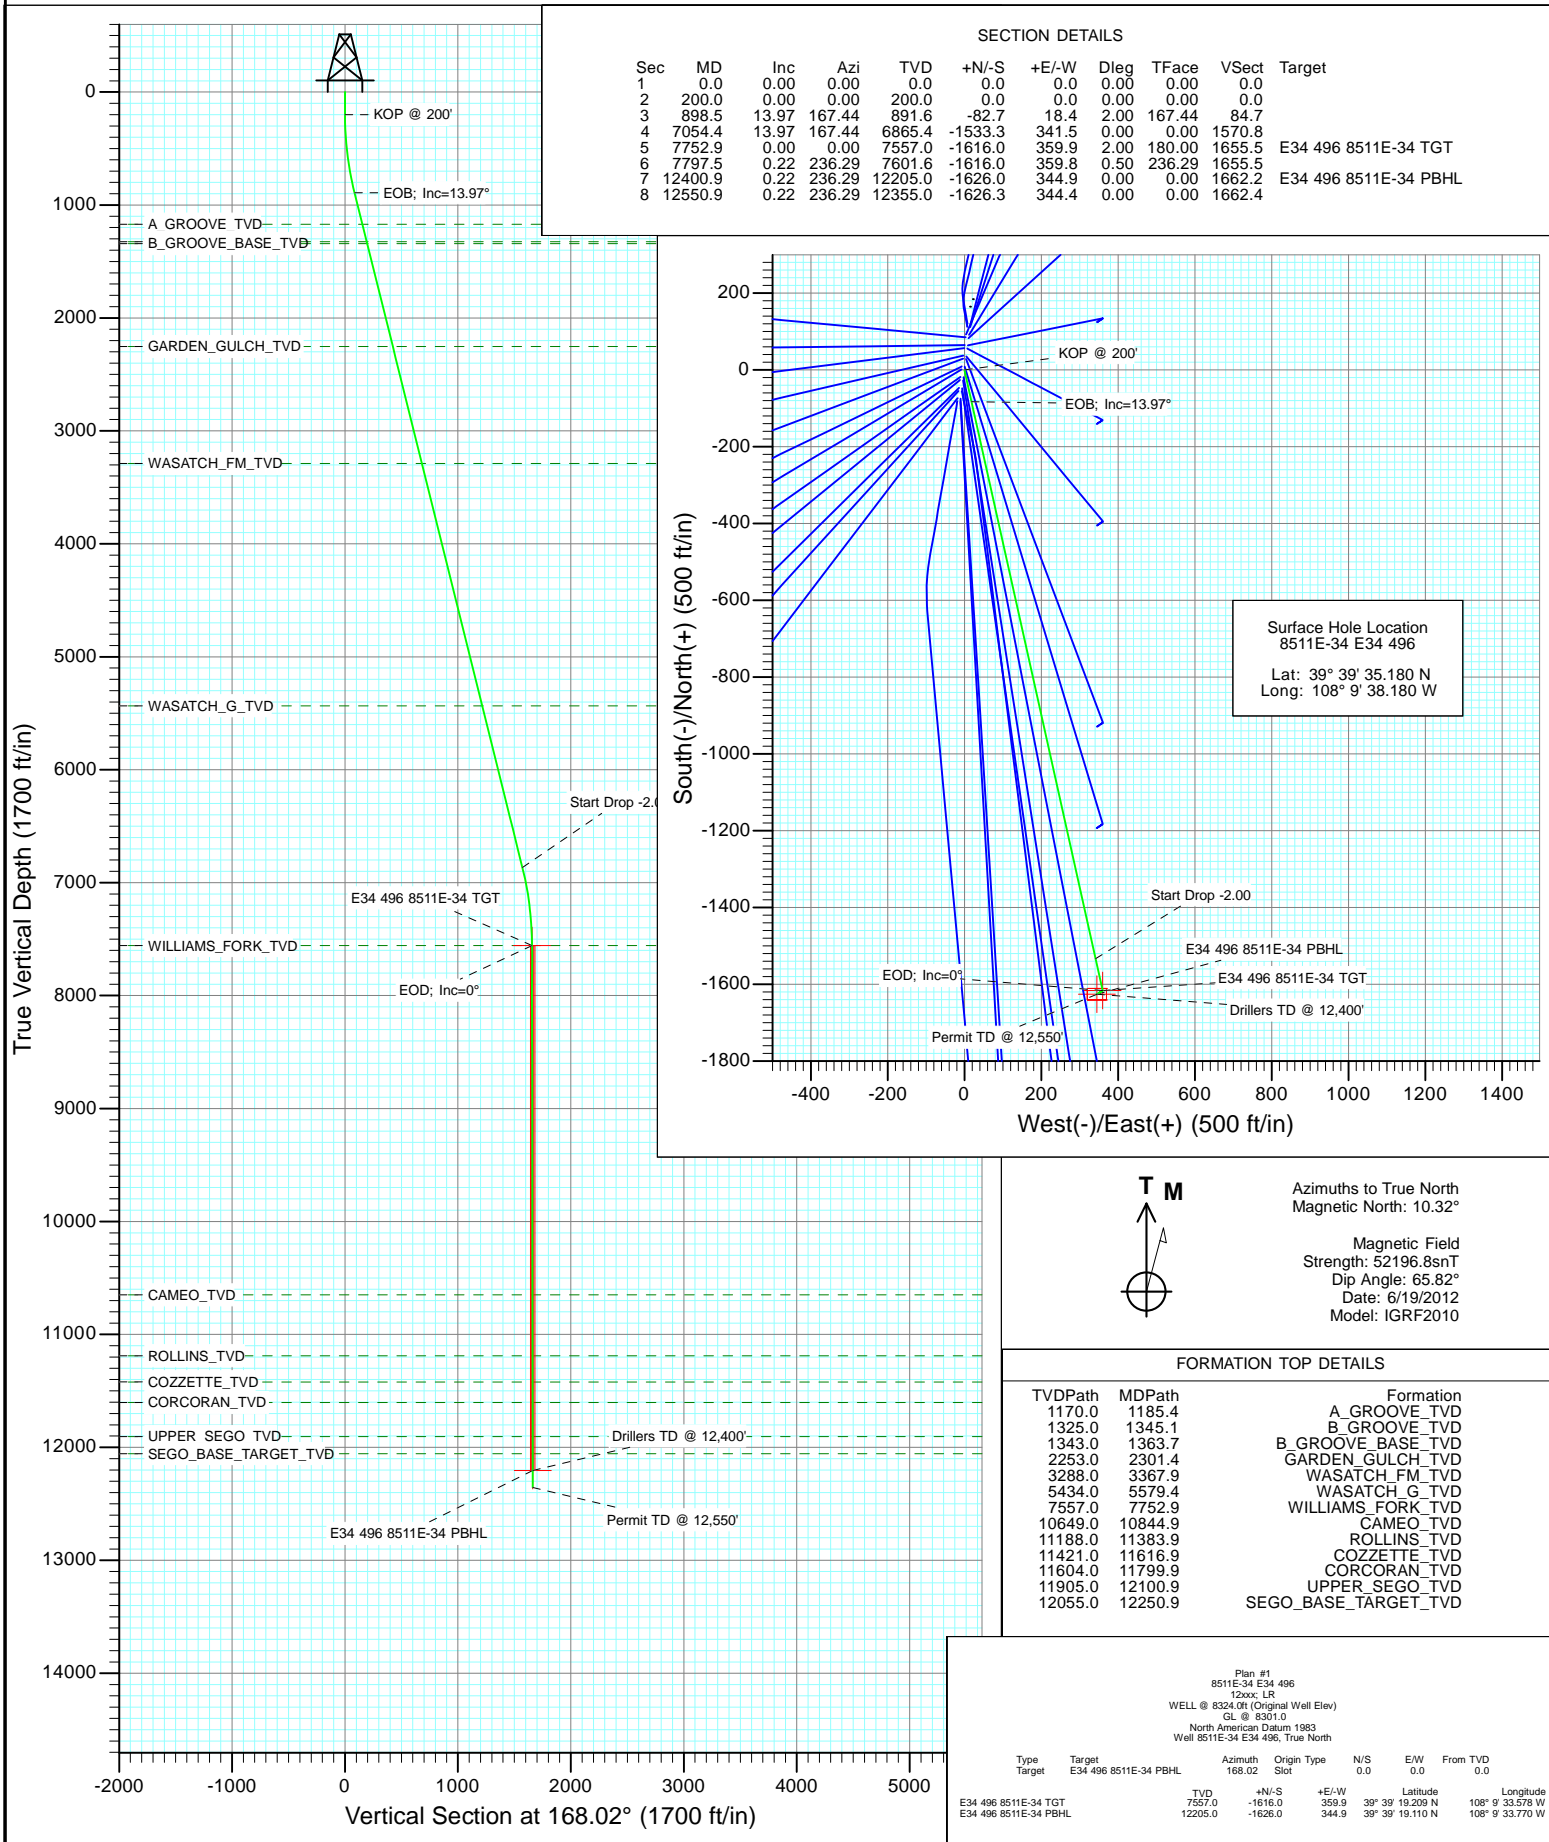 SECTION DETAILS
Sec MD Inc Azi TVD +N/-S +E/-W Dleg TFace VSect Target
1 0.0 0.00 0.00 0.0 0.0 0.0 0.00 0.00 0.0
2 200.0 0.00 0.00 200.0 0.0 0.0 0.00 0.00 0.0
3 898.5 13.97 167.44 891.6 -82.7 18.4 2.00 167.44 84.7
4 7054.4 13.97 167.44 6865.4 -1533.3 341.5 0.00 0.00 1570.8
5 7752.9 0.00 0.00 7557.0 -1616.0 359.9 2.00 180.00 1655.5 E34 496 8511E-34 TGT
6 7797.5 0.22 236.29 7601.6 -1616.0 359.8 0.50 236.29 1655.5
7 12400.9 0.22 236.29 12205.0 -1626.0 344.9 0.00 0.00 1662.2 E34 496 8511E-34 PBHL
8 12550.9 0.22 236.29 12355.0 -1626.3 344.4 0.00 0.00 1662.4
0
1000
2000
3000
4000
5000
6000
7000
8000
9000
10000
11000
12000
13000
14000
True Vertical Depth (1700 ft/in)
KOP @ 200'
EOB; Inc=13.97°
A GROOVE_TVD
B_GROOVE_BASE_TVD
GARDEN_GULCH_TVD
WASATCH_FM_TVD
WASATCH_G_TVD
Start Drop -2.0
E34 496 8511E-34 TGT
WILLIAMS_FORK_TVD
EOD; Inc=0°
CAMEO_TVD
ROLLINS_TVD
COZZETTE_TVD
CORCORAN_TVD
UPPER SEGO TVD
Drillers TD @ 12,400'
SEGO_BASE_TARGET_TVD
Permit TD @ 12,550'
E34 496 8511E-34 PBHL
-2000 -1000 0 1000 2000 3000 4000 5000
3000 4000 5000
Vertical Section at 168.02° (1700 ft/in)
200
0
-200
-400
-600
-800
-1000
-1200
-1400
-1600
-1800
South(-)/North(+) (500 ft/in)
KOP @ 200'
EOB; Inc=13.97°
Surface Hole Location
8511E-34 E34 496
Lat: 39° 39' 35.180 N
Long: 108° 9' 38.180 W
Start Drop -2.00
E34 496 8511E-34 PBHL
EOD; Inc=0°
E34 496 8511E-34 TGT
Drillers TD @ 12,400'
Permit TD @ 12,550'
-400 -200 0 200 400 600 800 1000 1200 1400
West(-)/East(+) (500 ft/in)
T M
Azimuths to True North
Magnetic North: 10.32°
Magnetic Field
Strength: 52196.8snT
Dip Angle: 65.82°
Date: 6/19/2012
Model: IGRF2010
FORMATION TOP DETAILS
TVDPath MDPath Formation
1170.0 1185.4 A_GROOVE_TVD
1325.0 1345.1 B_GROOVE_TVD
1343.0 1363.7 B_GROOVE_BASE_TVD
2253.0 2301.4 GARDEN_GULCH_TVD
3288.0 3367.9 WASATCH_FM_TVD
5434.0 5579.4 WASATCH_G_TVD
7557.0 7752.9 WILLIAMS_FORK_TVD
10649.0 10844.9 CAMEO_TVD
11188.0 11383.9 ROLLINS_TVD
11421.0 11616.9 COZZETTE_TVD
11604.0 11799.9 CORCORAN_TVD
11905.0 12100.9 UPPER_SEGO_TVD
12055.0 12250.9 SEGO_BASE_TARGET_TVD
Plan #1
8511E-34 E34 496
12xxx; LR
WELL @ 8324.0ft (Original Well Elev)
GL @ 8301.0
North American Datum 1983
Well 8511E-34 E34 496, True North
Type Target Azimuth Origin Type N/S E/W From TVD
Target E34 496 8511E-34 PBHL 168.02 Slot 0.0 0.0 0.0
TVD +N/-S +E/-W Latitude Longitude
E34 496 8511E-34 TGT 7557.0 -1616.0 359.9 39° 39' 19.209 N 108° 9' 33.578 W
E34 496 8511E-34 PBHL 12205.0 -1626.0 344.9 39° 39' 19.110 N 108° 9' 33.770 W